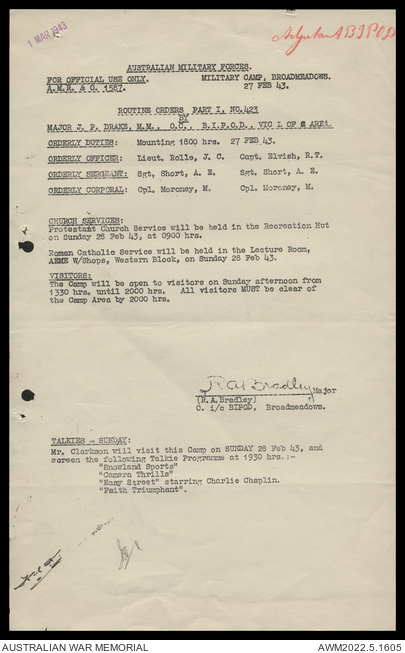 1 MAR 1943
Adjutant BIPOD
AUSTRALIAN MILITARY FORCES.
FOR OFFICIAL USE ONLY. MILITARY CAMP, BROADMEADOWS.
A.M.R. & O. 1587. 27 FEB 43.
ROUTINE ORDERS PART I, NO.423
BY
MAJOR J. P. DRAKE, M.M., O.C., B.I.P.O.D., VIC L OF C AREA
ORDERLY DUTIES: Mounting 1800 hrs. 27 FEB 43.
ORDERLY OFFICER: Lieut. Rolle, J. C. Capt. Elvish, R.T.
ORDERLY SERGEANT: Sgt, Short, A. E. Sgt. Short, A. E.
ORDERLY CORPORAL: Cpl. Moroney, M. Cpl. Moroney, M.
CHURCH SERVICES:
Protestant Church Service will be held in the Recreation Hut
on Sunday 28 Feb 43, at 0900 hrs.
Roman Catholic Service will be held in the Lecture Room,
AEME W/Shops, Western Block, on Sunday 28 Feb 43.
VISITORS:
The Camp will be open to visitors on Sunday afternoon from
1330 hrs. until 2000 hrs. All visitors MUST be clear of
the Camp Area by 2000 hrs.
R A Bradley Major
(R.A.Bradley)
O. i/c BIPOD, Broadmeadows.
TALKIES - SUNDAY:
Mr. Clarkson will visit this Camp on SUNDAY 28 Feb 43, and
screen the following Talkie Programme at 1930 hrs.:-
"Snowland Sports"
"Camera Thrills"
"Easy Street" starring Charlie Chaplin.
"Faith Triumphant".
AUSTRALIAN WAR MEMORIAL AWM2022.5.1605